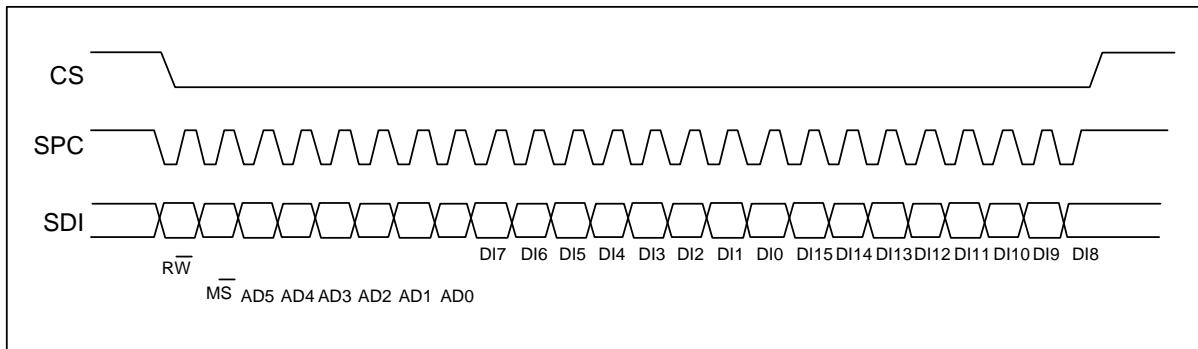 CS
SPC
SDI
DI7 DI6 DI5 DI4 DI3 DI2 DI1 DI0 DI15 DI14 DI13 DI12 DI11 DI10 DI9 DI8
RW̅
MS̅ AD5 AD4 AD3 AD2 AD1 AD0